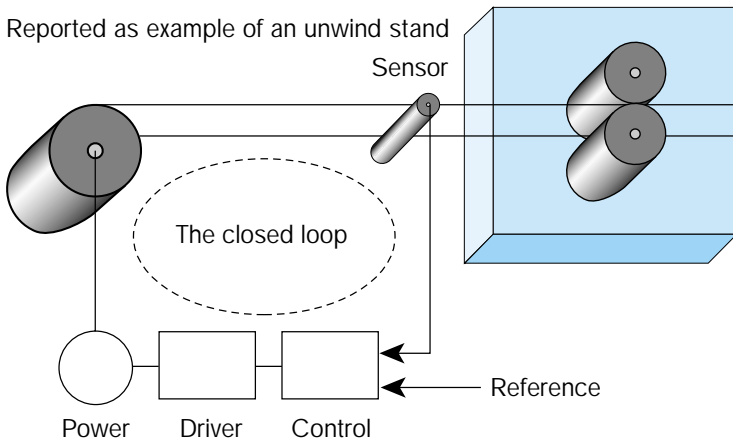 Reported as example of an unwind stand
Sensor
The closed loop
Reference
Power Driver Control